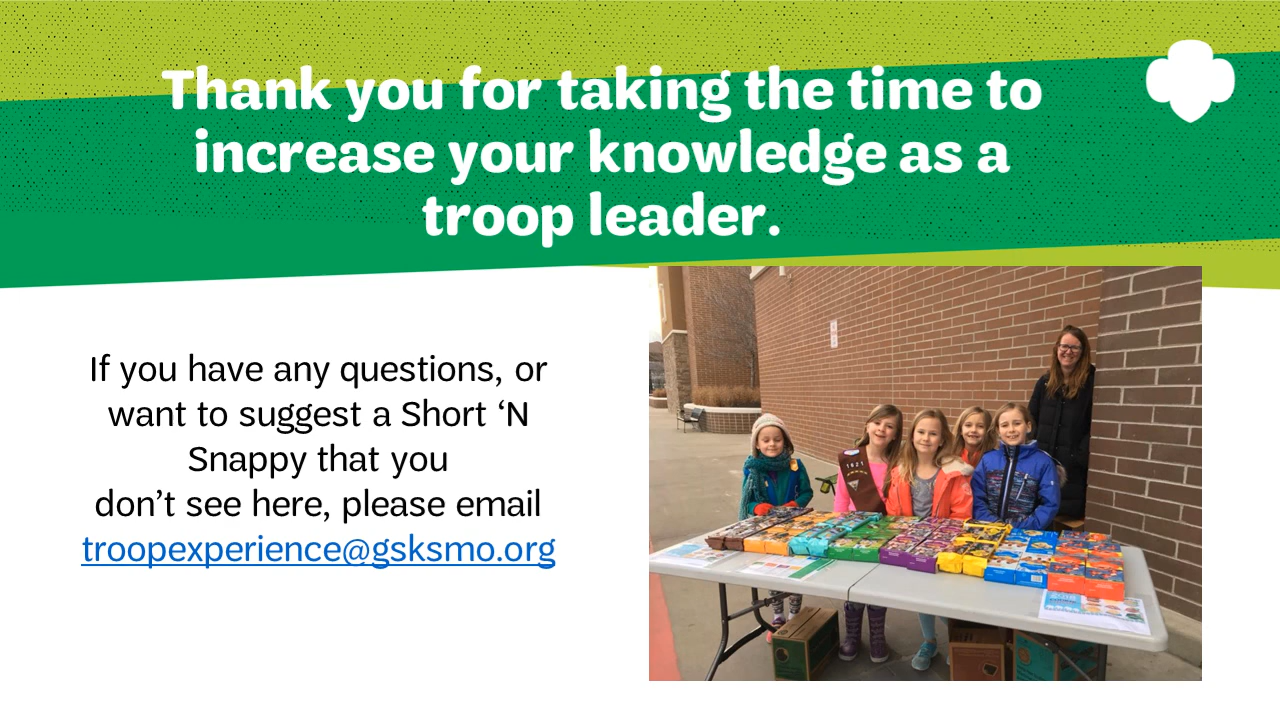 Thank you for taking the time to
increase your knowledge as a
troop leader.
If you have any questions, or
want to suggest a Short ‘N
Snappy that you
don’t see here, please email
troopexperience@gsksmo.org
1821